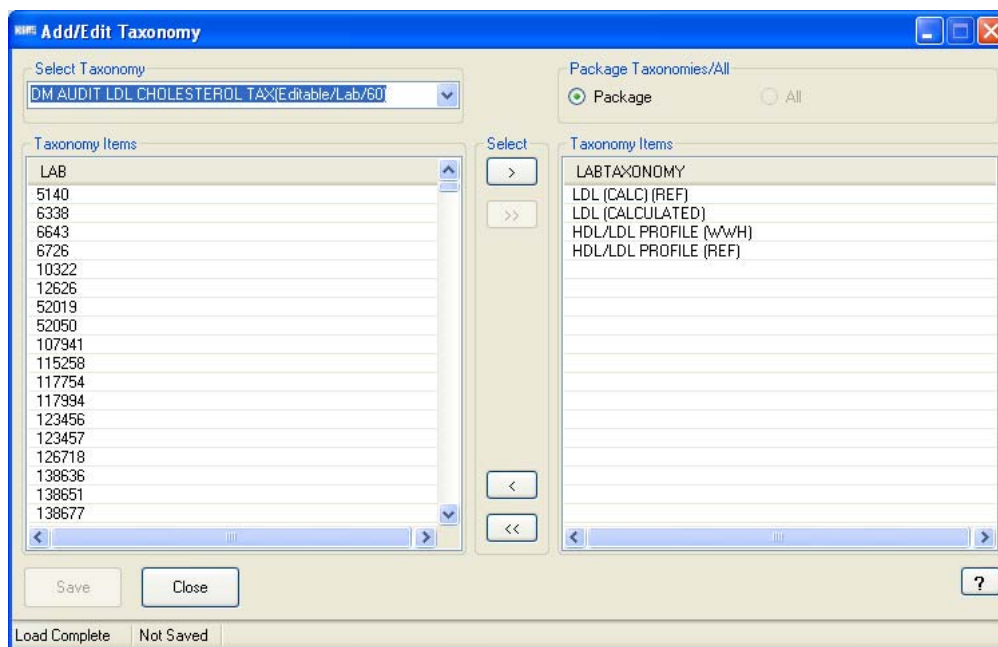 Add/Edit Taxonomy
Select Taxonomy
DM AUDIT LDL CHOLESTEROL TAX(Editable/Lab/60)
Package Taxonomies/All
Package
All
Taxonomy Items
LAB
5140
6338
6643
6726
10322
12626
52019
52050
107941
115258
117754
117994
123456
123457
126718
138636
138651
138677
Select
>
>>
<
<<
Taxonomy Items
LABTAXONOMY
LDL (CALC) (REF)
LDL (CALCULATED)
HDL/LDL PROFILE (WWH)
HDL/LDL PROFILE (REF)
Save
Close
?
Load Complete
Not Saved